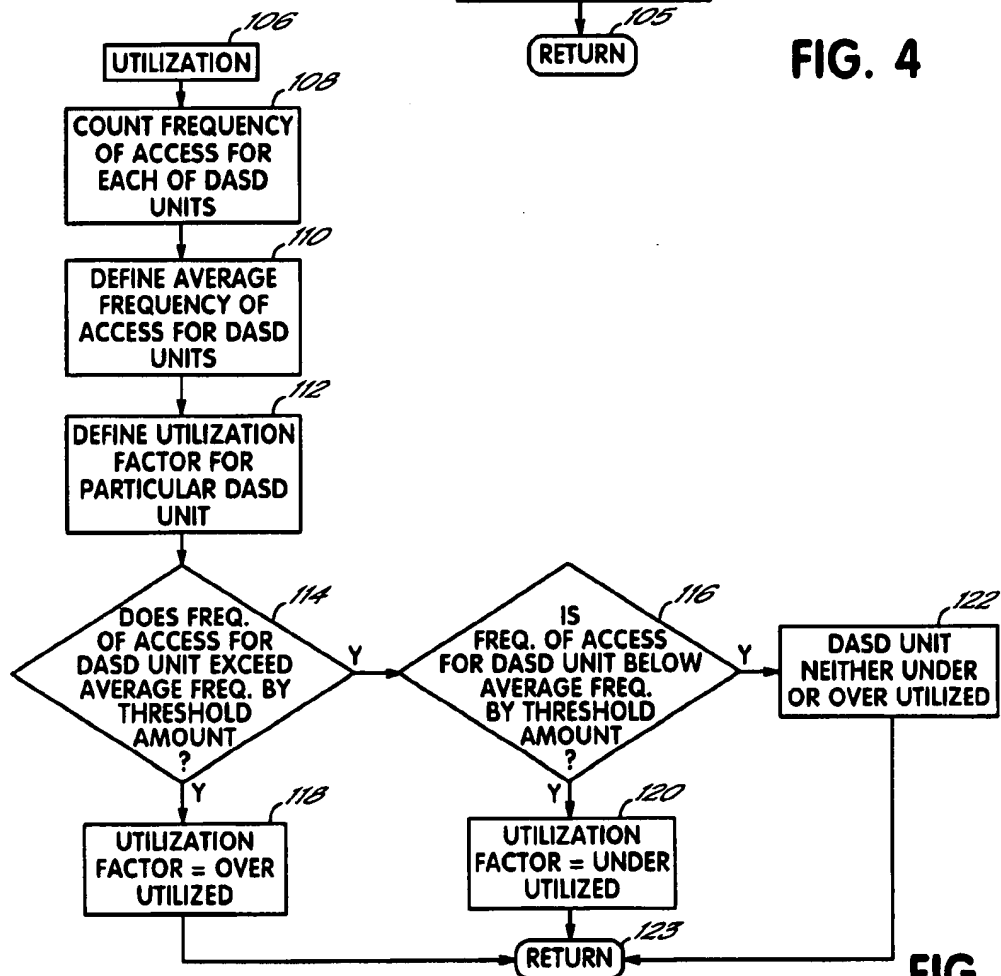 105
RETURN
FIG. 4
106
UTILIZATION
108
COUNT FREQUENCY
OF ACCESS FOR
EACH OF DASD
UNITS
110
DEFINE AVERAGE
FREQUENCY OF
ACCESS FOR DASD
UNITS
112
DEFINE UTILIZATION
FACTOR FOR
PARTICULAR DASD
UNIT
114
DOES FREQ.
OF ACCESS FOR
DASD UNIT EXCEED
AVERAGE FREQ. BY
THRESHOLD
AMOUNT
?
Y
Y
116
IS
FREQ. OF ACCESS
FOR DASD UNIT BELOW
AVERAGE FREQ.
BY THRESHOLD
AMOUNT
?
Y
Y
122
DASD UNIT
NEITHER UNDER
OR OVER UTILIZED
118
UTILIZATION
FACTOR = OVER
UTILIZED
120
UTILIZATION
FACTOR = UNDER
UTILIZED
123
RETURN
FIG